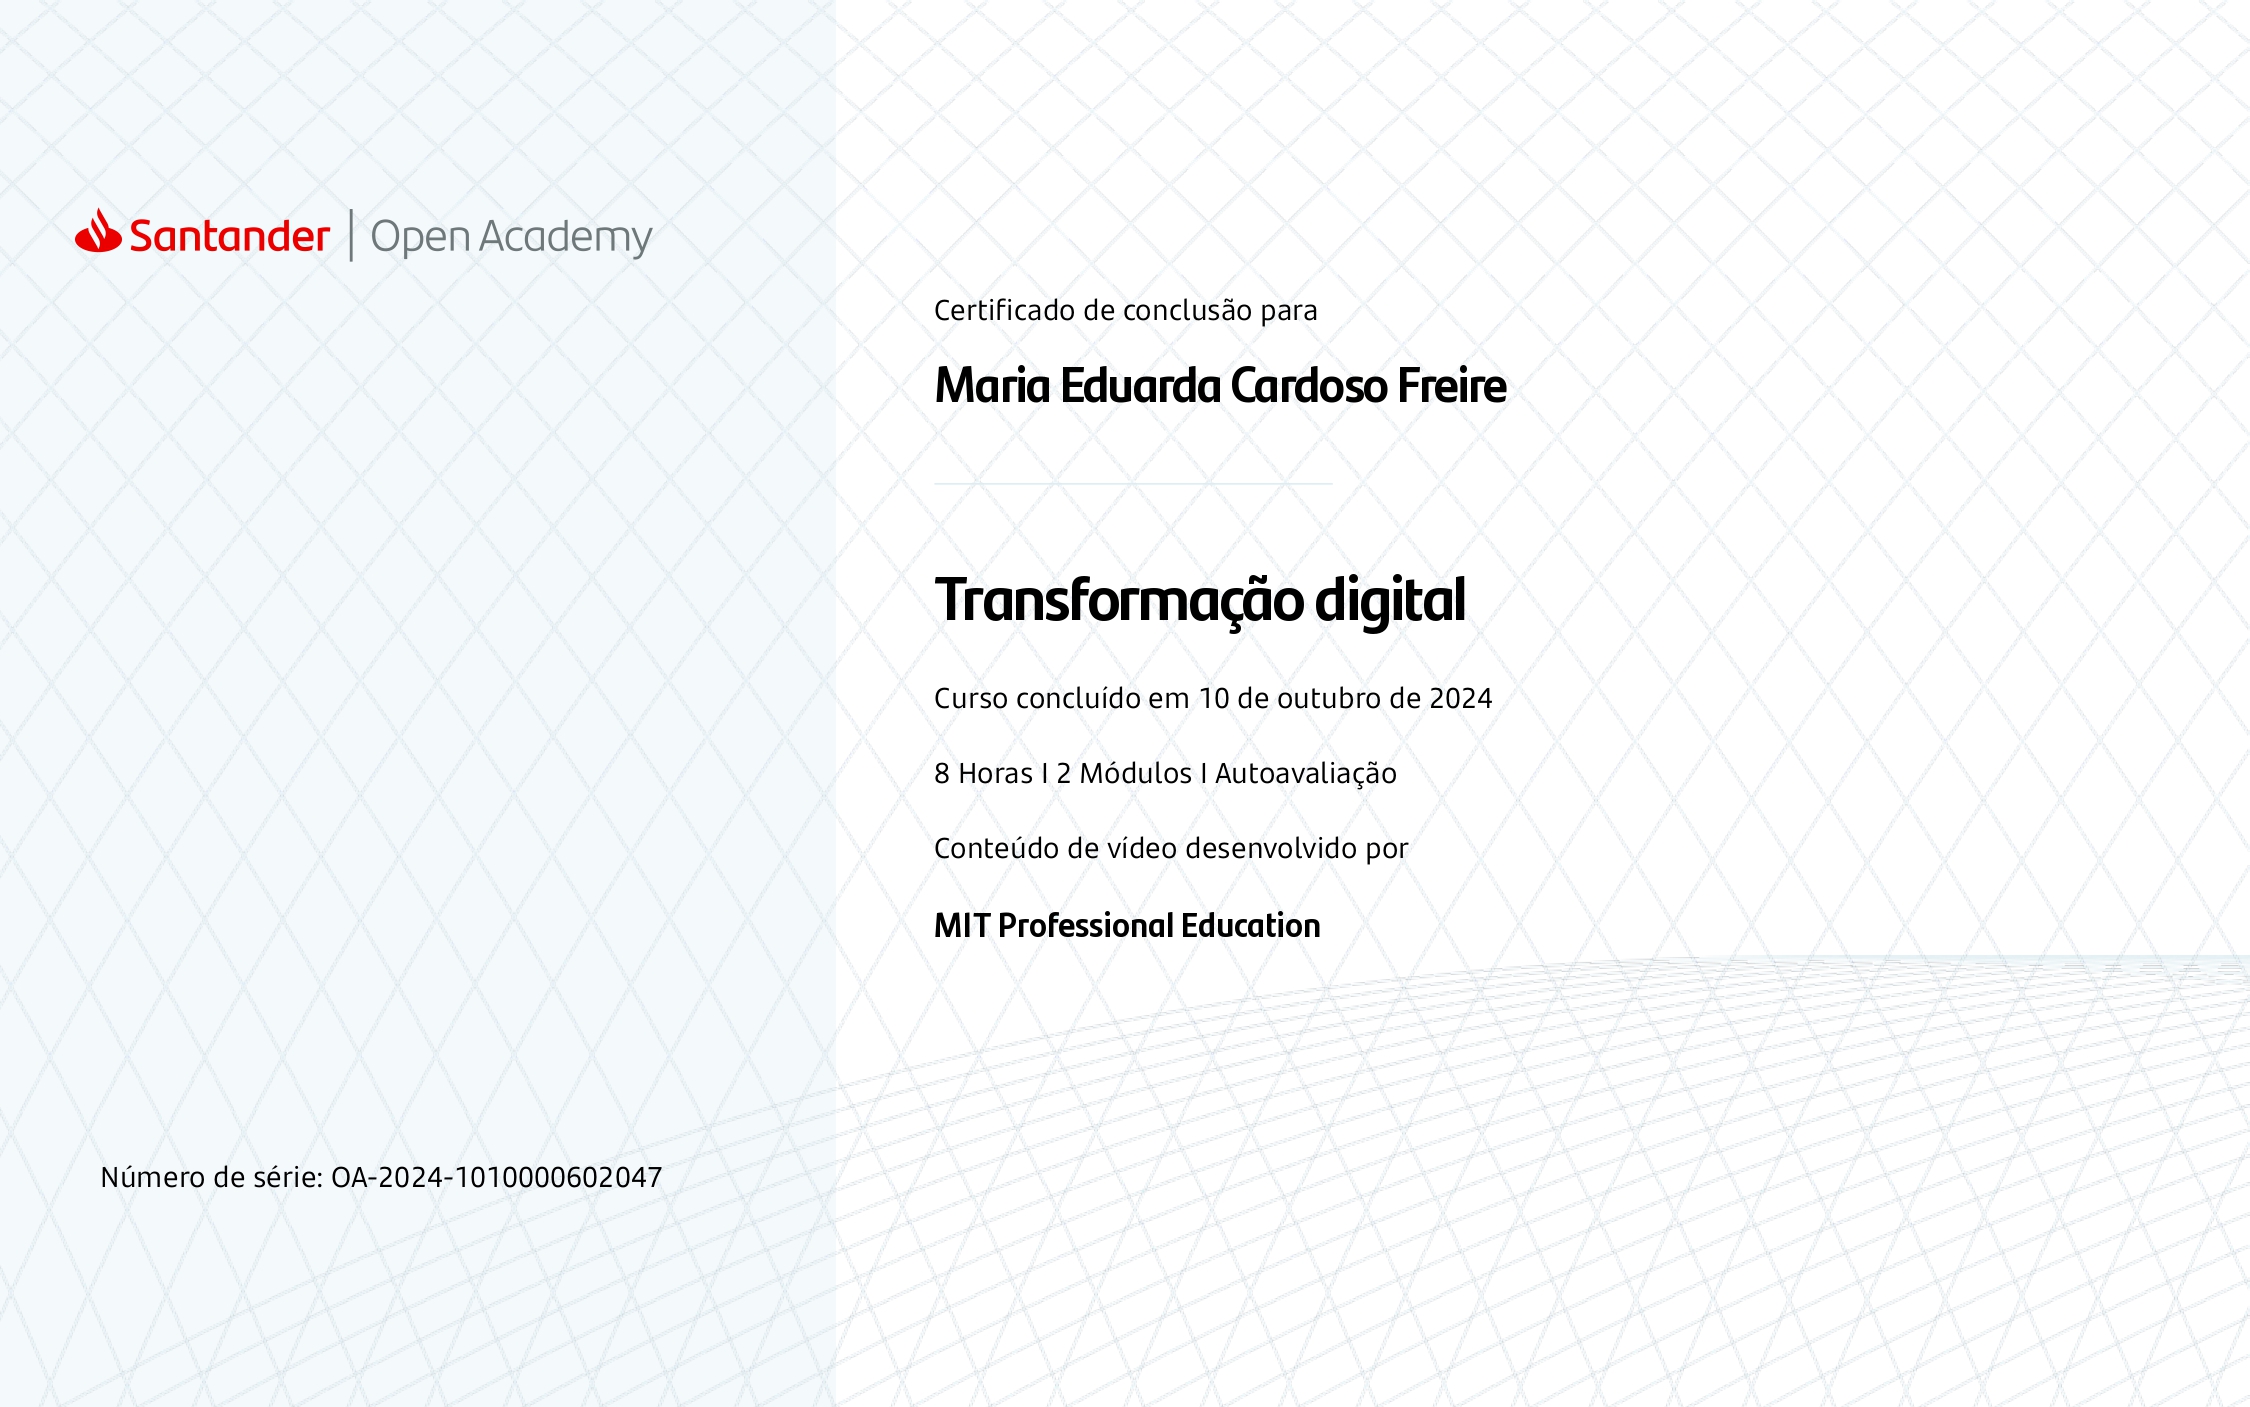 Santander | Open Academy
Certificado de conclusão para
Maria Eduarda Cardoso Freire
Transformação digital
Curso concluído em 10 de outubro de 2024
8 Horas I 2 Módulos I Autoavaliação
Conteúdo de vídeo desenvolvido por
MIT Professional Education
Número de série: OA-2024-1010000602047